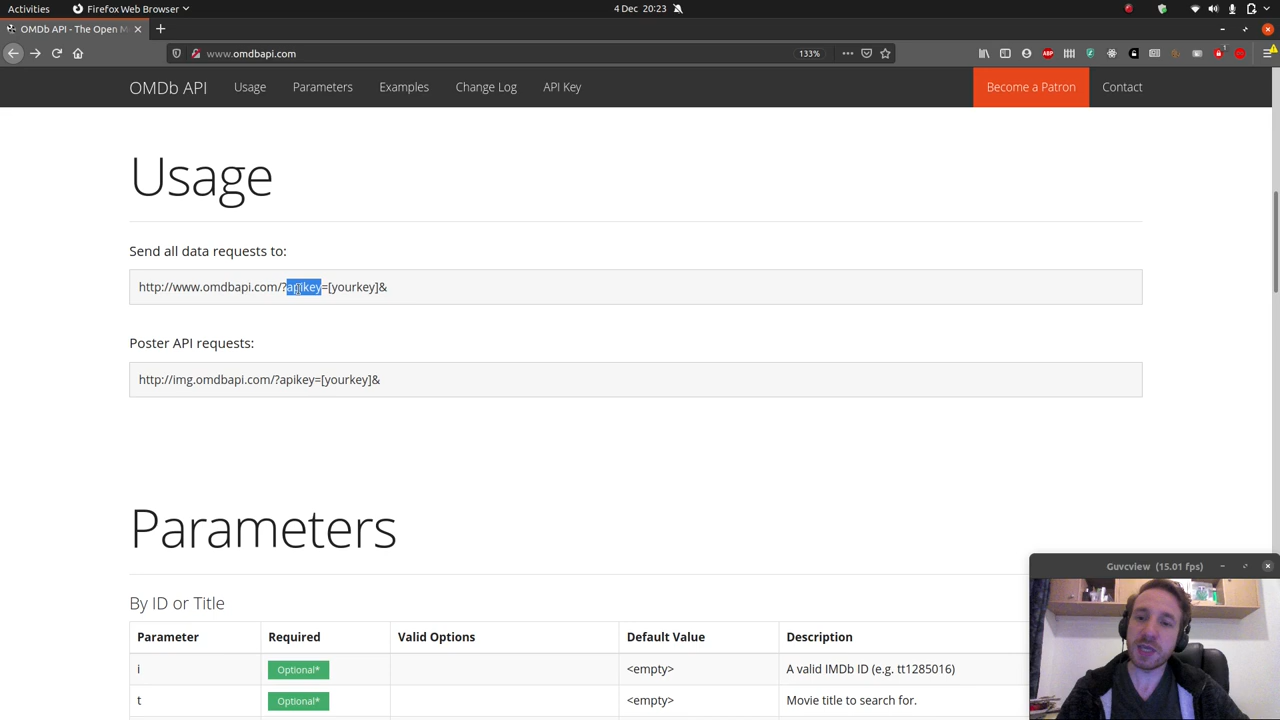 Activities
Firefox Web Browser
4 Dec 20:23
OMDb API - The Open M
www.omdbapi.com
133%
OMDb API
Usage
Parameters
Examples
Change Log
API Key
Become a Patron
Contact
Usage
Send all data requests to:
http://www.omdbapi.com/?apikey=[yourkey]&
Poster API requests:
http://img.omdbapi.com/?apikey=[yourkey]&
Parameters
By ID or Title
Parameter Required Valid Options Default Value Description
i Optional* <empty> A valid IMDb ID (e.g. tt1285016)
t Optional* <empty> Movie title to search for.
Guvcview (15.01 fps)